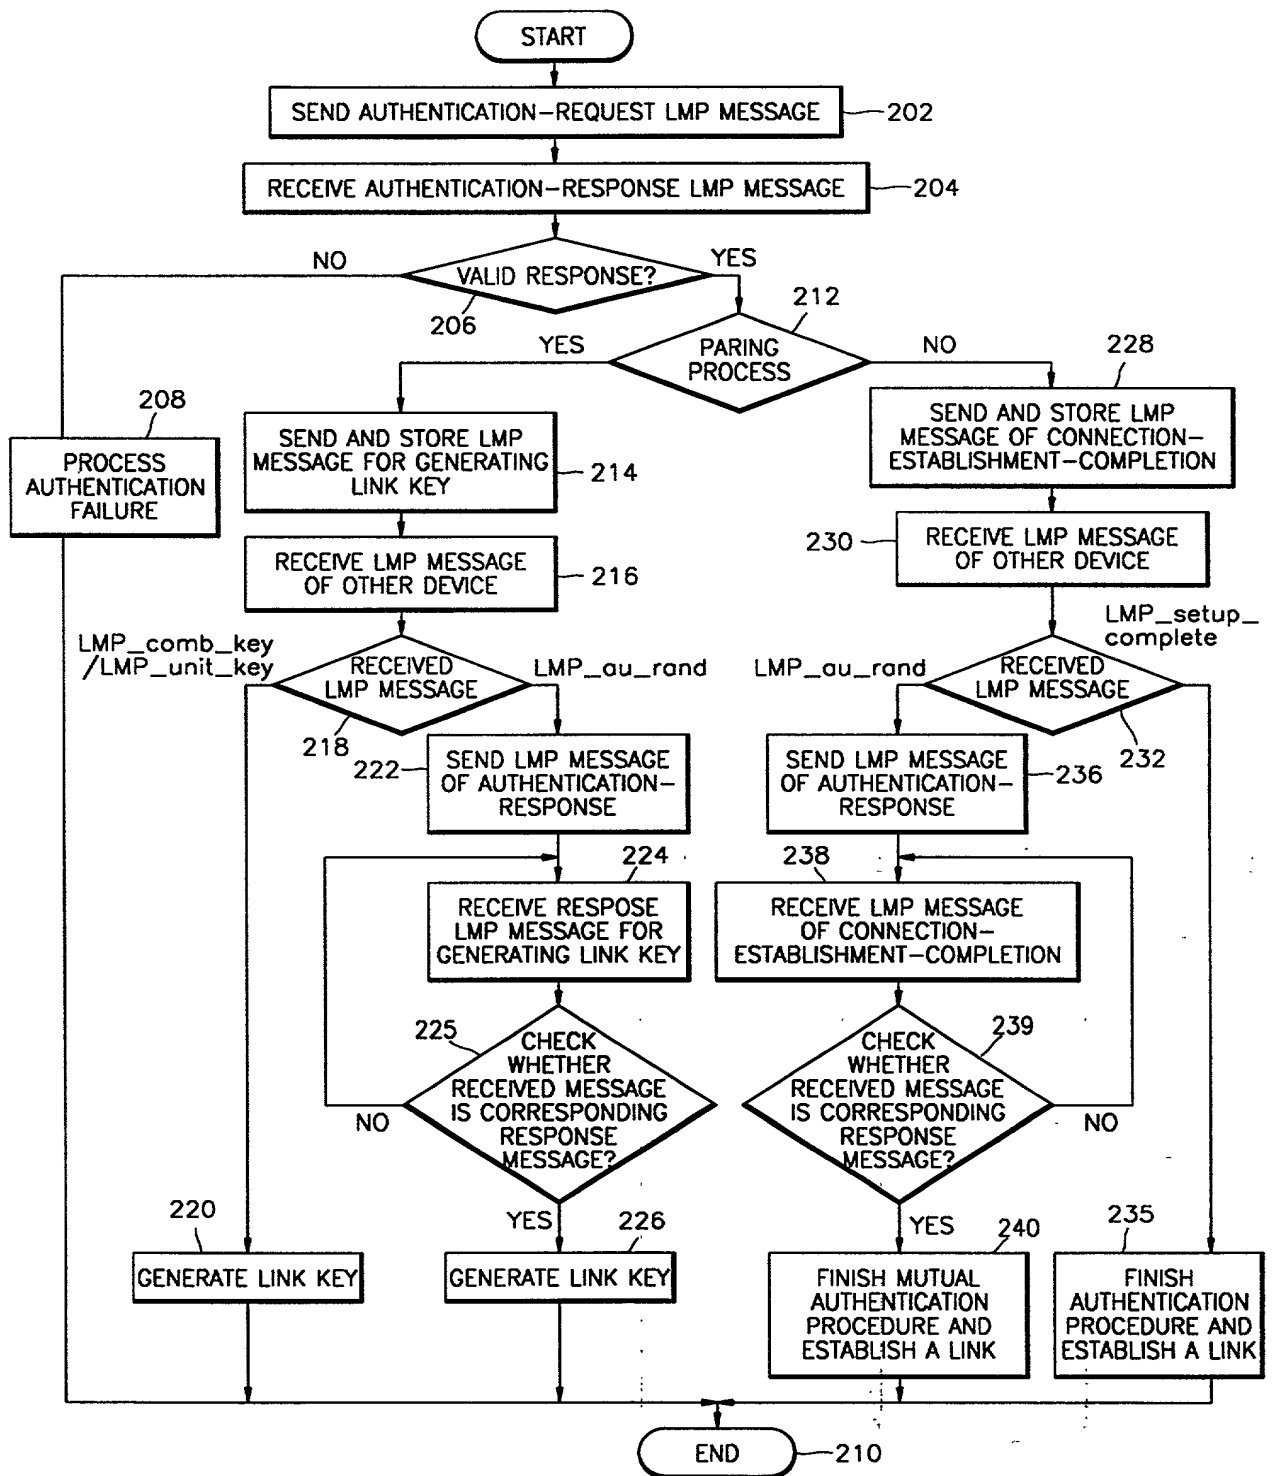 START
SEND AUTHENTICATION-REQUEST LMP MESSAGE
202
RECEIVE AUTHENTICATION-RESPONSE LMP MESSAGE
204
NO
VALID RESPONSE?
YES
206
212
YES
PARING
PROCESS
NO
228
208
PROCESS
AUTHENTICATION
FAILURE
SEND AND STORE LMP
MESSAGE FOR GENERATING
LINK KEY
214
SEND AND STORE LMP
MESSAGE OF CONNECTION-
ESTABLISHMENT-COMPLETION
RECEIVE LMP MESSAGE
OF OTHER DEVICE
216
230
RECEIVE LMP MESSAGE
OF OTHER DEVICE
LMP_comb_key
/LMP_unit_key
RECEIVED
LMP MESSAGE
LMP_au_rand
218
LMP_au_rand
RECEIVED
LMP MESSAGE
LMP_setup_
complete
232
222
SEND LMP MESSAGE
OF AUTHENTICATION-
RESPONSE
SEND LMP MESSAGE
OF AUTHENTICATION-
RESPONSE
236
224
RECEIVE RESPOSE
LMP MESSAGE FOR
GENERATING LINK KEY
238
RECEIVE LMP MESSAGE
OF CONNECTION-
ESTABLISHMENT-COMPLETION
225
CHECK
WHETHER
RECEIVED MESSAGE
IS CORRESPONDING
RESPONSE
MESSAGE?
NO
YES
239
CHECK
WHETHER
RECEIVED MESSAGE
IS CORRESPONDING
RESPONSE
MESSAGE?
NO
YES
220
GENERATE LINK KEY
226
GENERATE LINK KEY
240
FINISH MUTUAL
AUTHENTICATION
PROCEDURE AND
ESTABLISH A LINK
235
FINISH
AUTHENTICATION
PROCEDURE AND
ESTABLISH A LINK
END
210